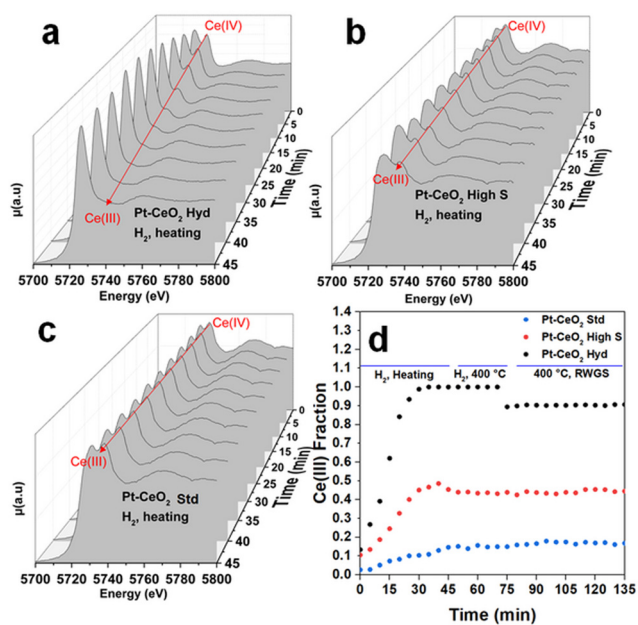 a
Ce(IV)
Ce(III)
Pt-CeO2 Hyd
H2, heating
μ(a.u)
5700 5720 5740 5760 5780 5800
Energy (eV)
0
5
10
15
20
25
30
35
40
45
Time (min)
b
Ce(IV)
Ce(III)
Pt-CeO2 High S
H2, heating
μ(a.u)
5700 5720 5740 5760 5780 5800
Energy (eV)
0
5
10
15
20
25
30
35
40
45
Time (min)
c
Ce(IV)
Ce(III)
Pt-CeO2 Std
H2, heating
μ(a.u)
5700 5720 5740 5760 5780 5800
Energy (eV)
0
5
10
15
20
25
30
35
40
45
Time (min)
d
Pt-CeO2 Std
Pt-CeO2 High S
Pt-CeO2 Hyd
H2, Heating
H2, 400 °C
400 °C, RWGS
Ce(III) Fraction
1.4
1.3
1.2
1.1
1.0
0.9
0.8
0.7
0.6
0.5
0.4
0.3
0.2
0.1
0.0
0 15 30 45 60 75 90 105 120 135
Time (min)